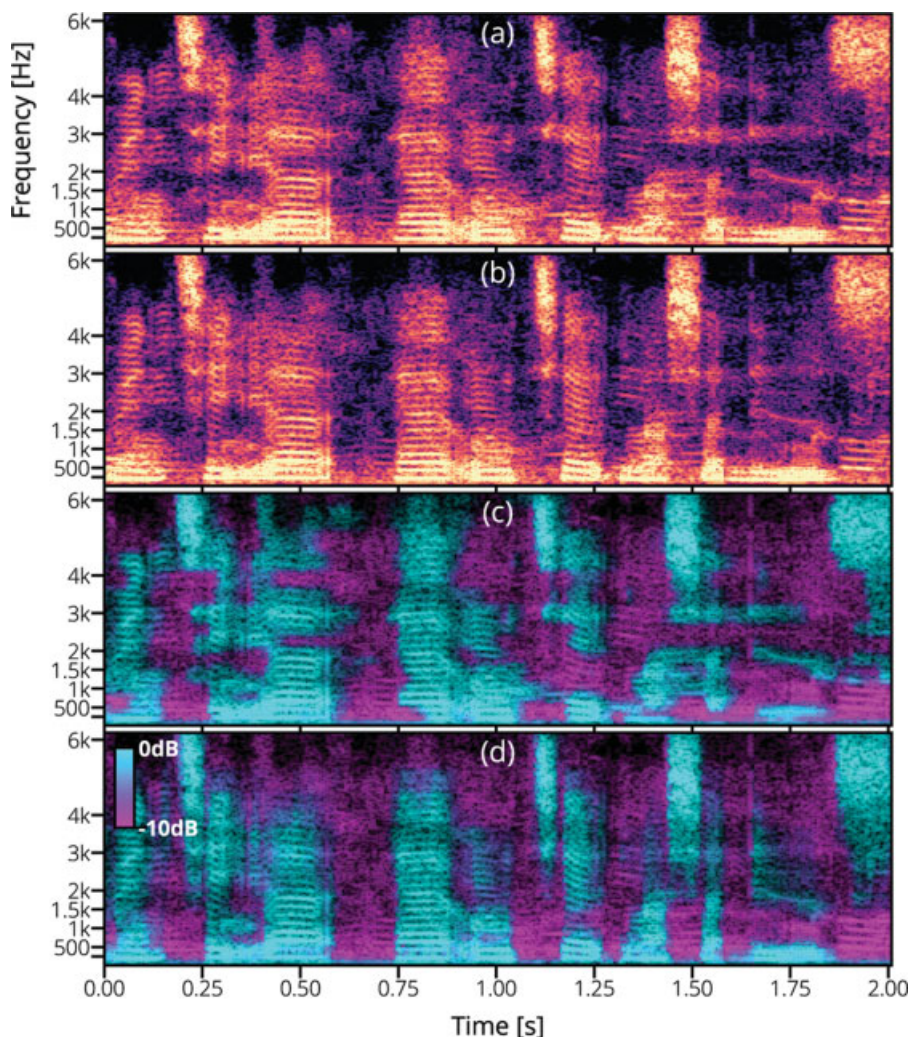 Frequency [Hz]
(a)
6k
4k
3k
2k
1.5k
1k
500
(b)
6k
4k
3k
2k
1.5k
1k
500
(c)
6k
4k
3k
2k
1.5k
1k
500
(d)
6k
0dB
-10dB
4k
3k
2k
1.5k
1k
500
0.00 0.25 0.50 0.75 1.00 1.25 1.50 1.75 2.00
Time [s]